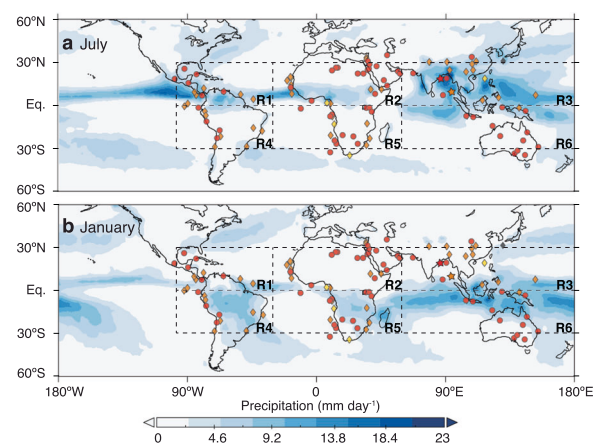 60°N
a July
30°N
Eq.
R1 R2 R3
30°S
R4 R5 R6
60°S
60°N
b January
30°N
Eq.
R1 R2 R3
30°S
R4 R5 R6
60°S
180°W 90°W 0 90°E 180°E
Precipitation (mm day-1)
0 4.6 9.2 13.8 18.4 23